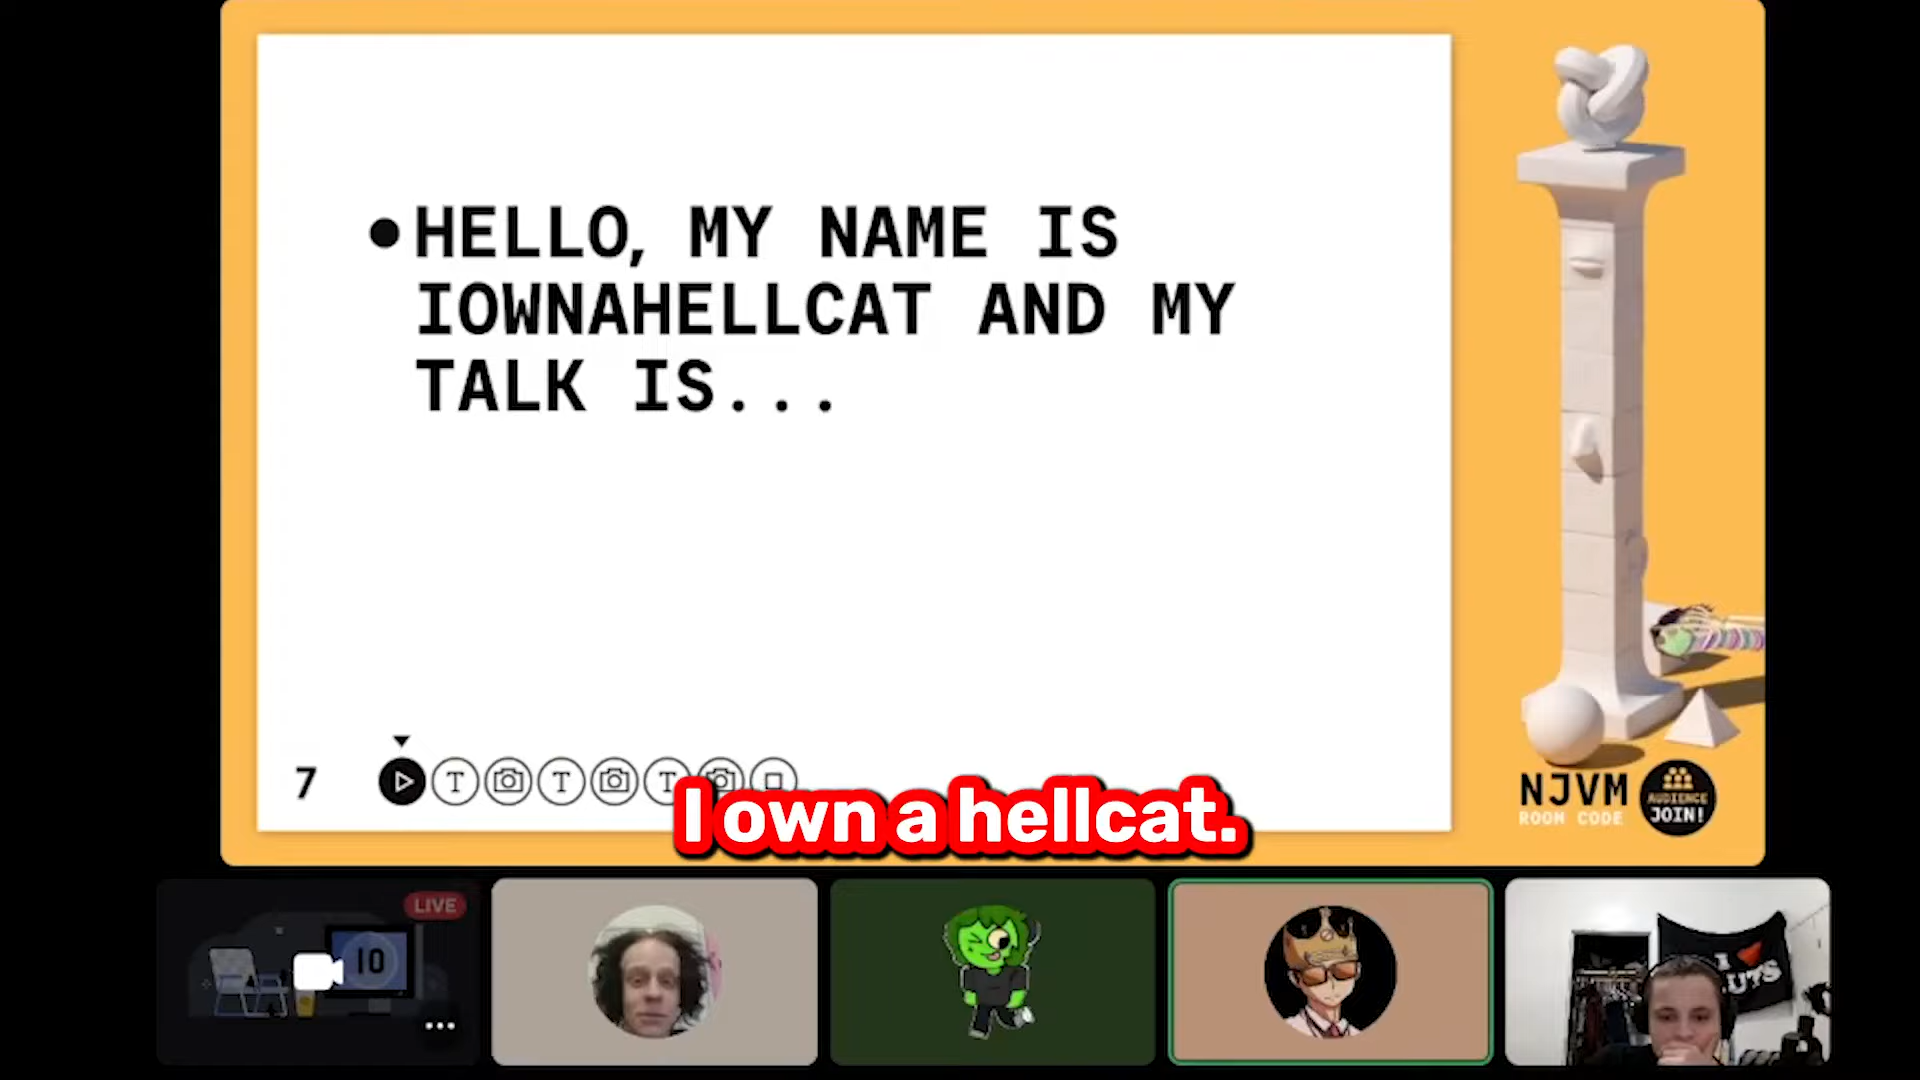 ●HELLO, MY NAME IS
IOWNAHELLCAT AND MY
TALK IS...
7
T
T
T
I own a hellcat.
NJVM
ROOM CODE
AUDIENCE
JOIN!
LIVE
10
I
UTS